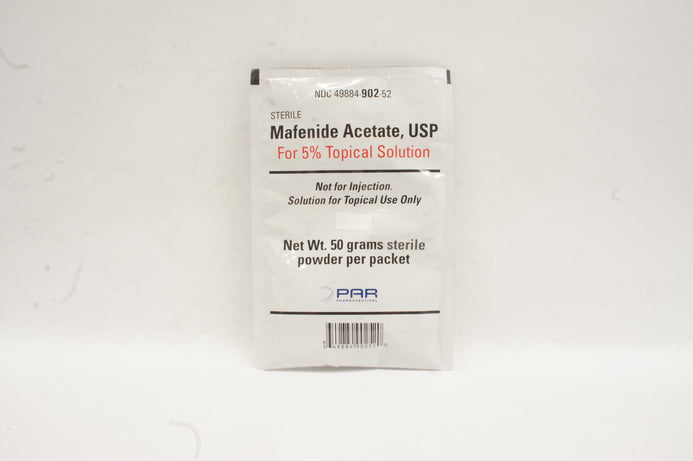 NDC 49884-902-52
STERILE
Mafenide Acetate, USP
For 5% Topical Solution
Not for Injection.
Solution for Topical Use Only
Net Wt. 50 grams sterile
powder per packet
PAR
PHARMACEUTICAL